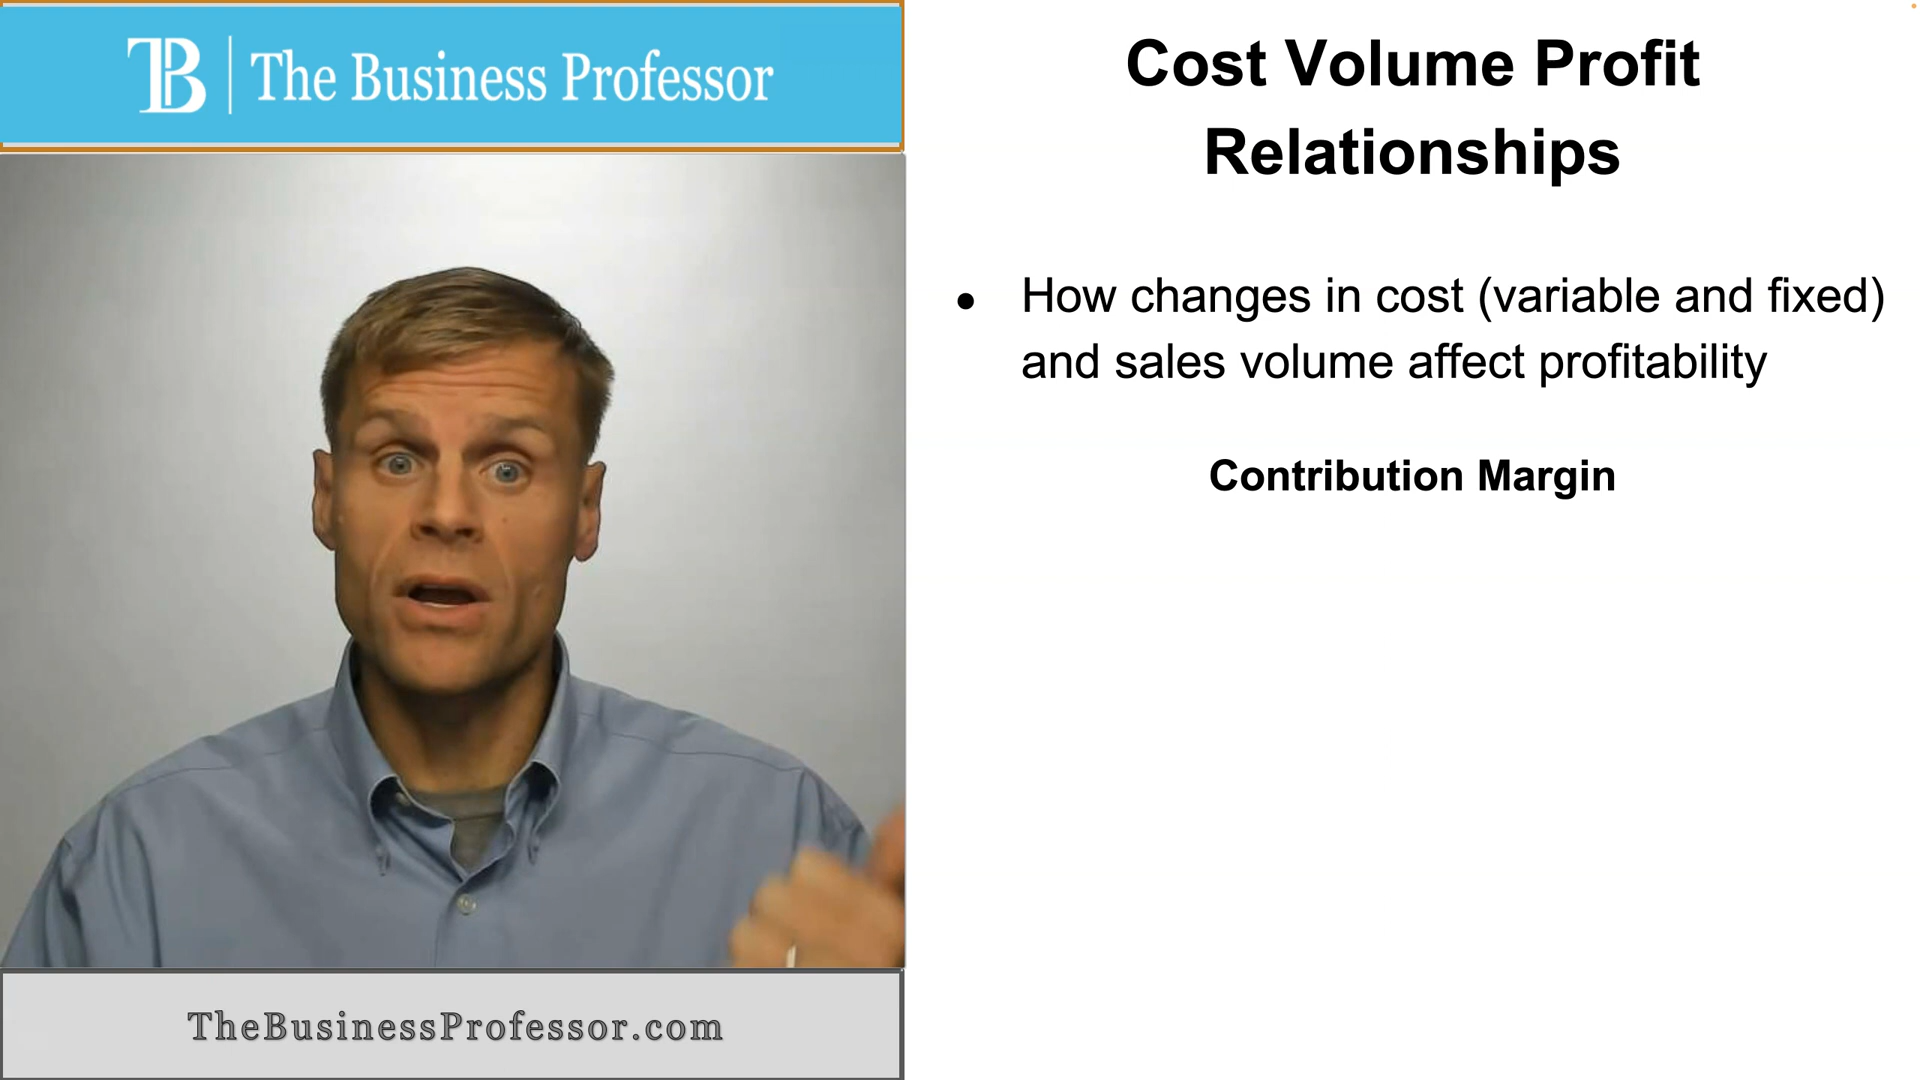 TB | The Business Professor
Cost Volume Profit
Relationships
● How changes in cost (variable and fixed)
and sales volume affect profitability
Contribution Margin
TheBusinessProfessor.com